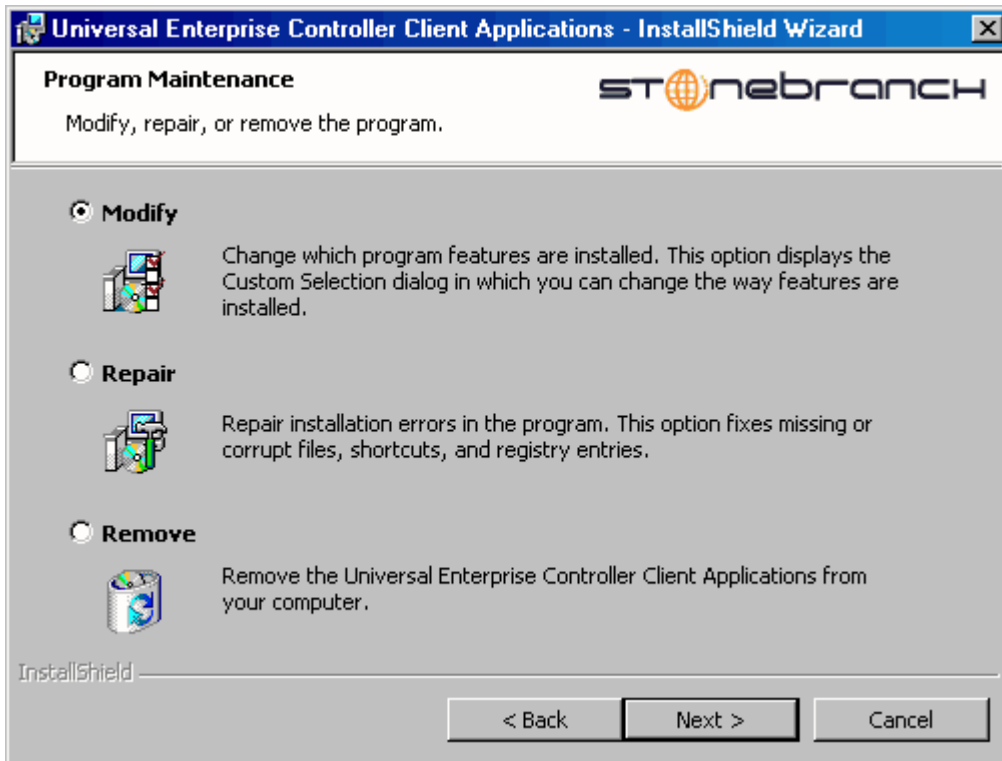 Universal Enterprise Controller Client Applications - InstallShield Wizard
Program Maintenance
STONEBRANCH
Modify, repair, or remove the program.
Modify
Change which program features are installed. This option displays the
Custom Selection dialog in which you can change the way features are
installed.
Repair
Repair installation errors in the program. This option fixes missing or
corrupt files, shortcuts, and registry entries.
Remove
Remove the Universal Enterprise Controller Client Applications from
your computer.
InstallShield
< Back
Next >
Cancel